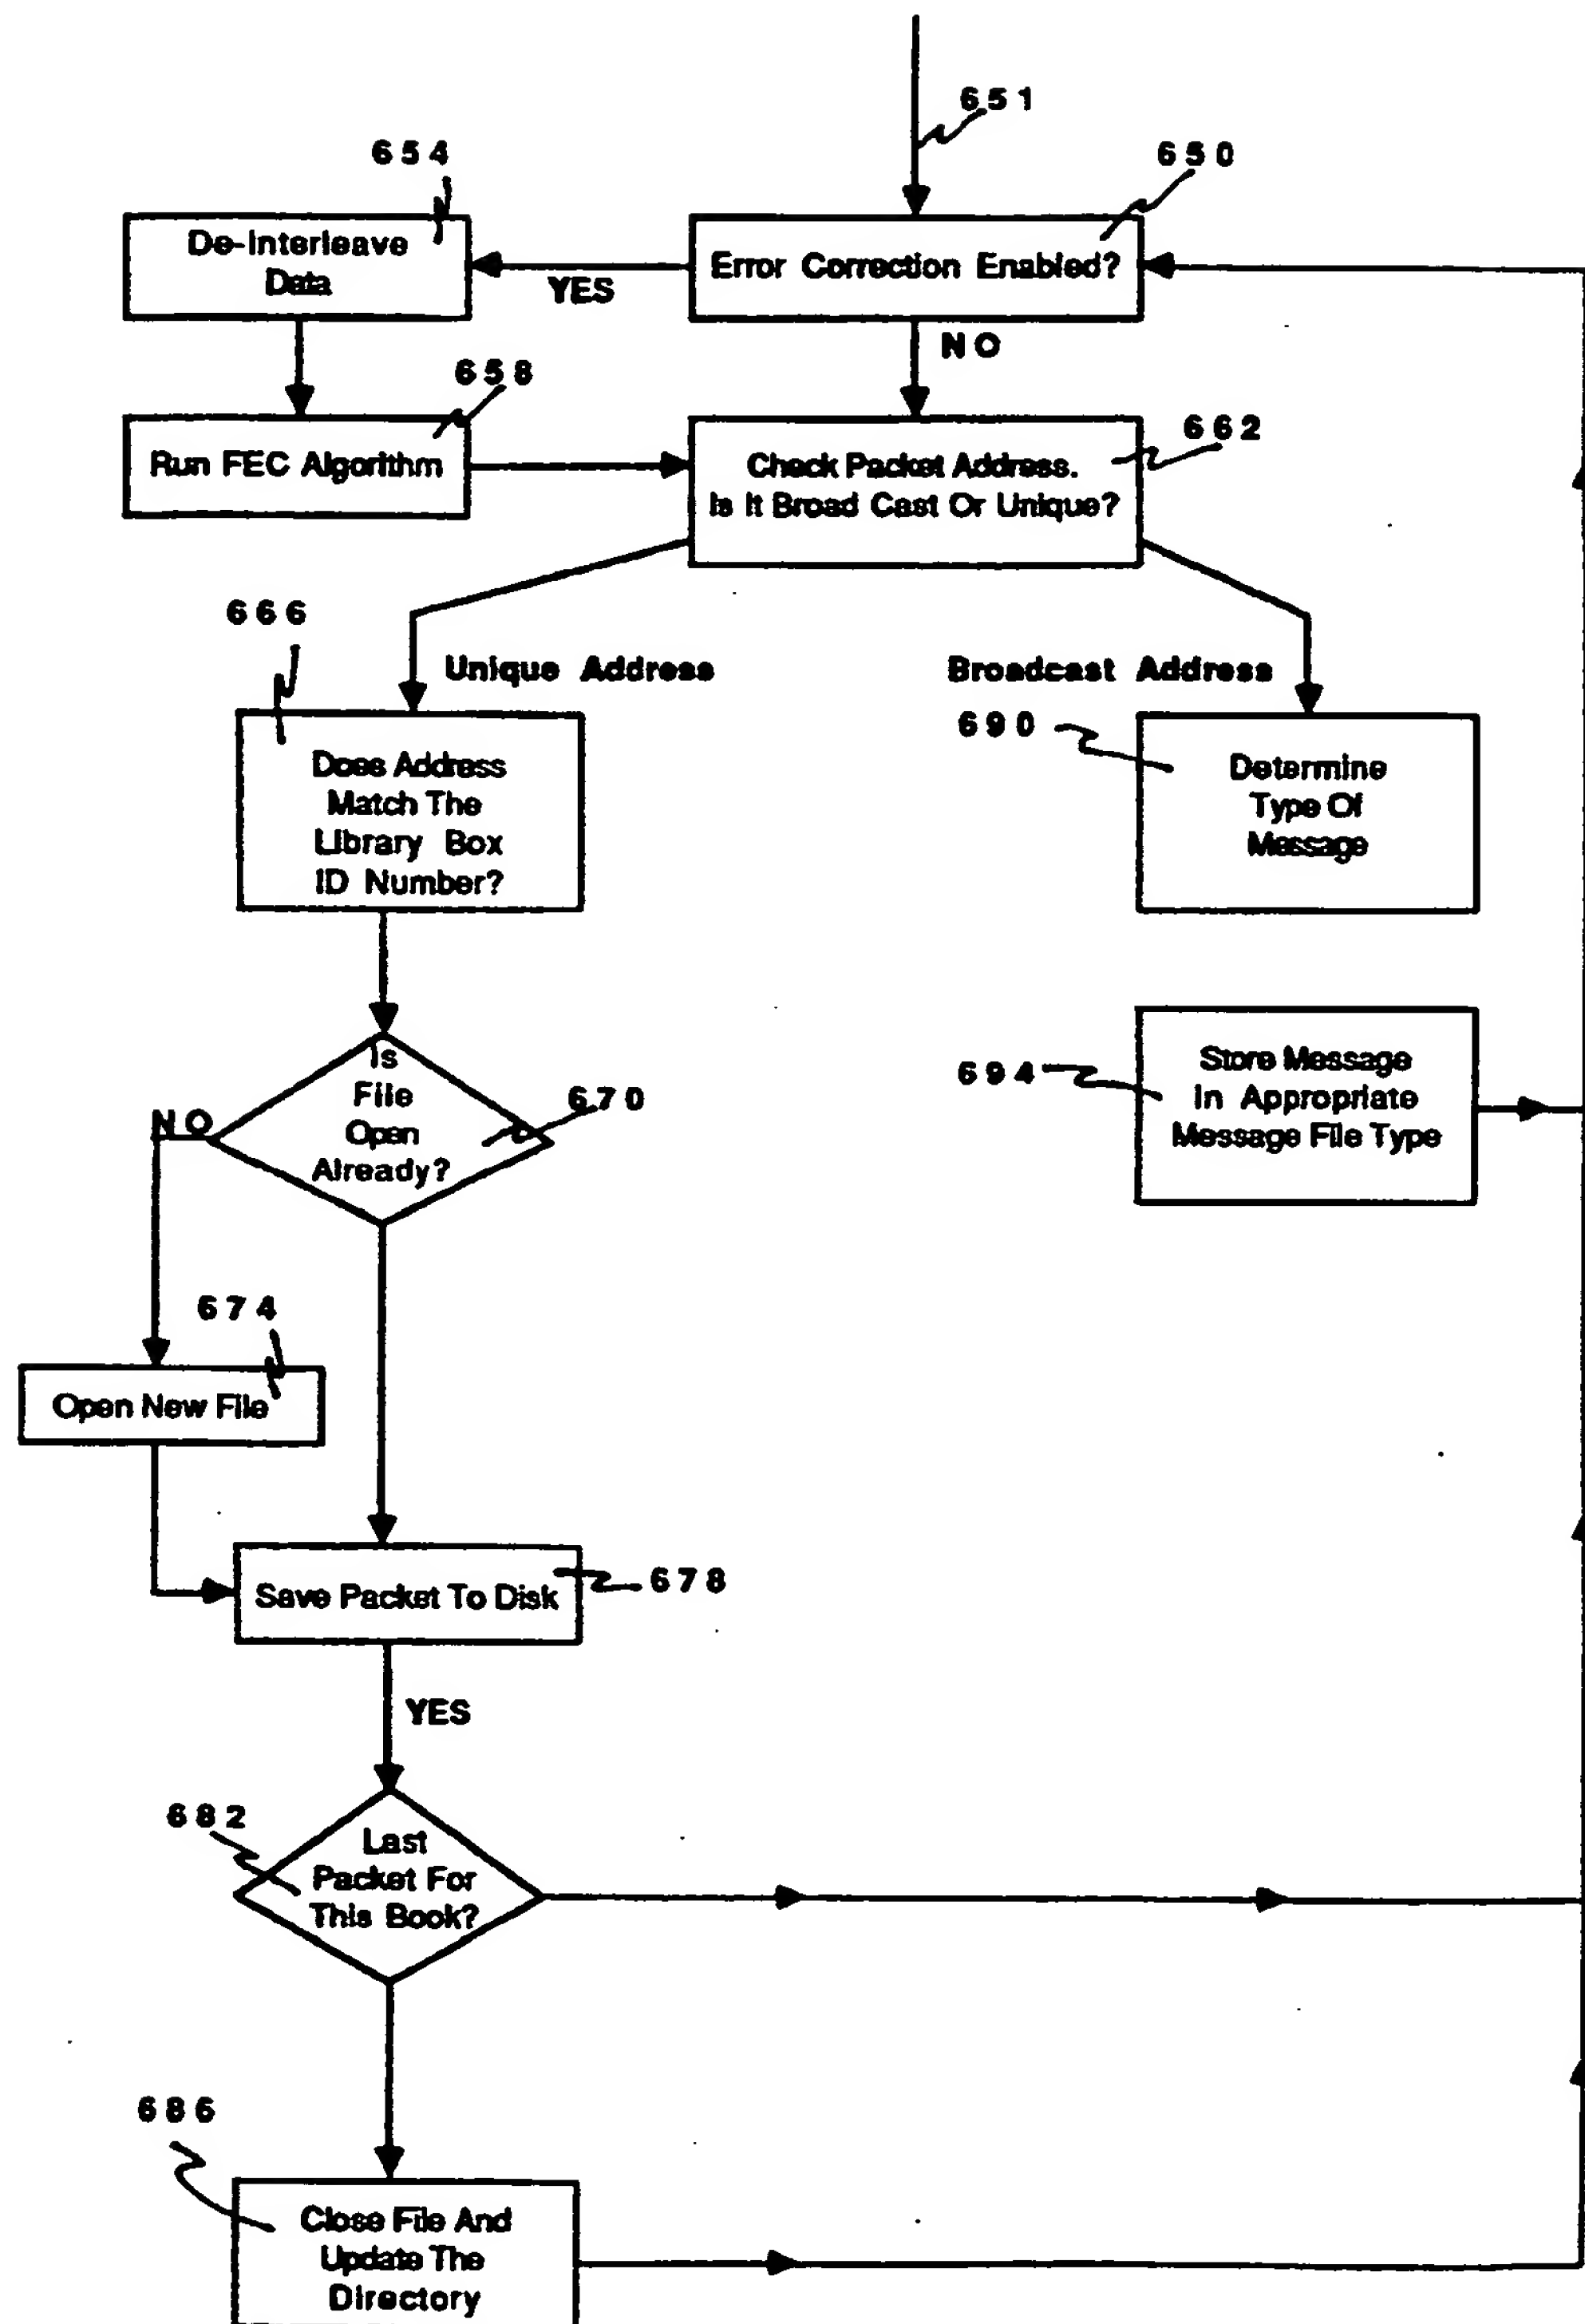 651
654
650
De-Interleave
Data
Error Correction Enabled?
YES
NO
658
Run FEC Algorithm
662
Check Packet Address.
Is It Broad Cast Or Unique?
666
Unique Address
Broadcast Address
690
Does Address
Match The
Library Box
ID Number?
Determine
Type Of
Message
Is
File
Open
Already?
670
NO
694
Store Message
In Appropriate
Message File Type
674
Open New File
Save Packet To Disk
678
YES
682
Last
Packet For
This Book?
686
Close File And
Update The
Directory